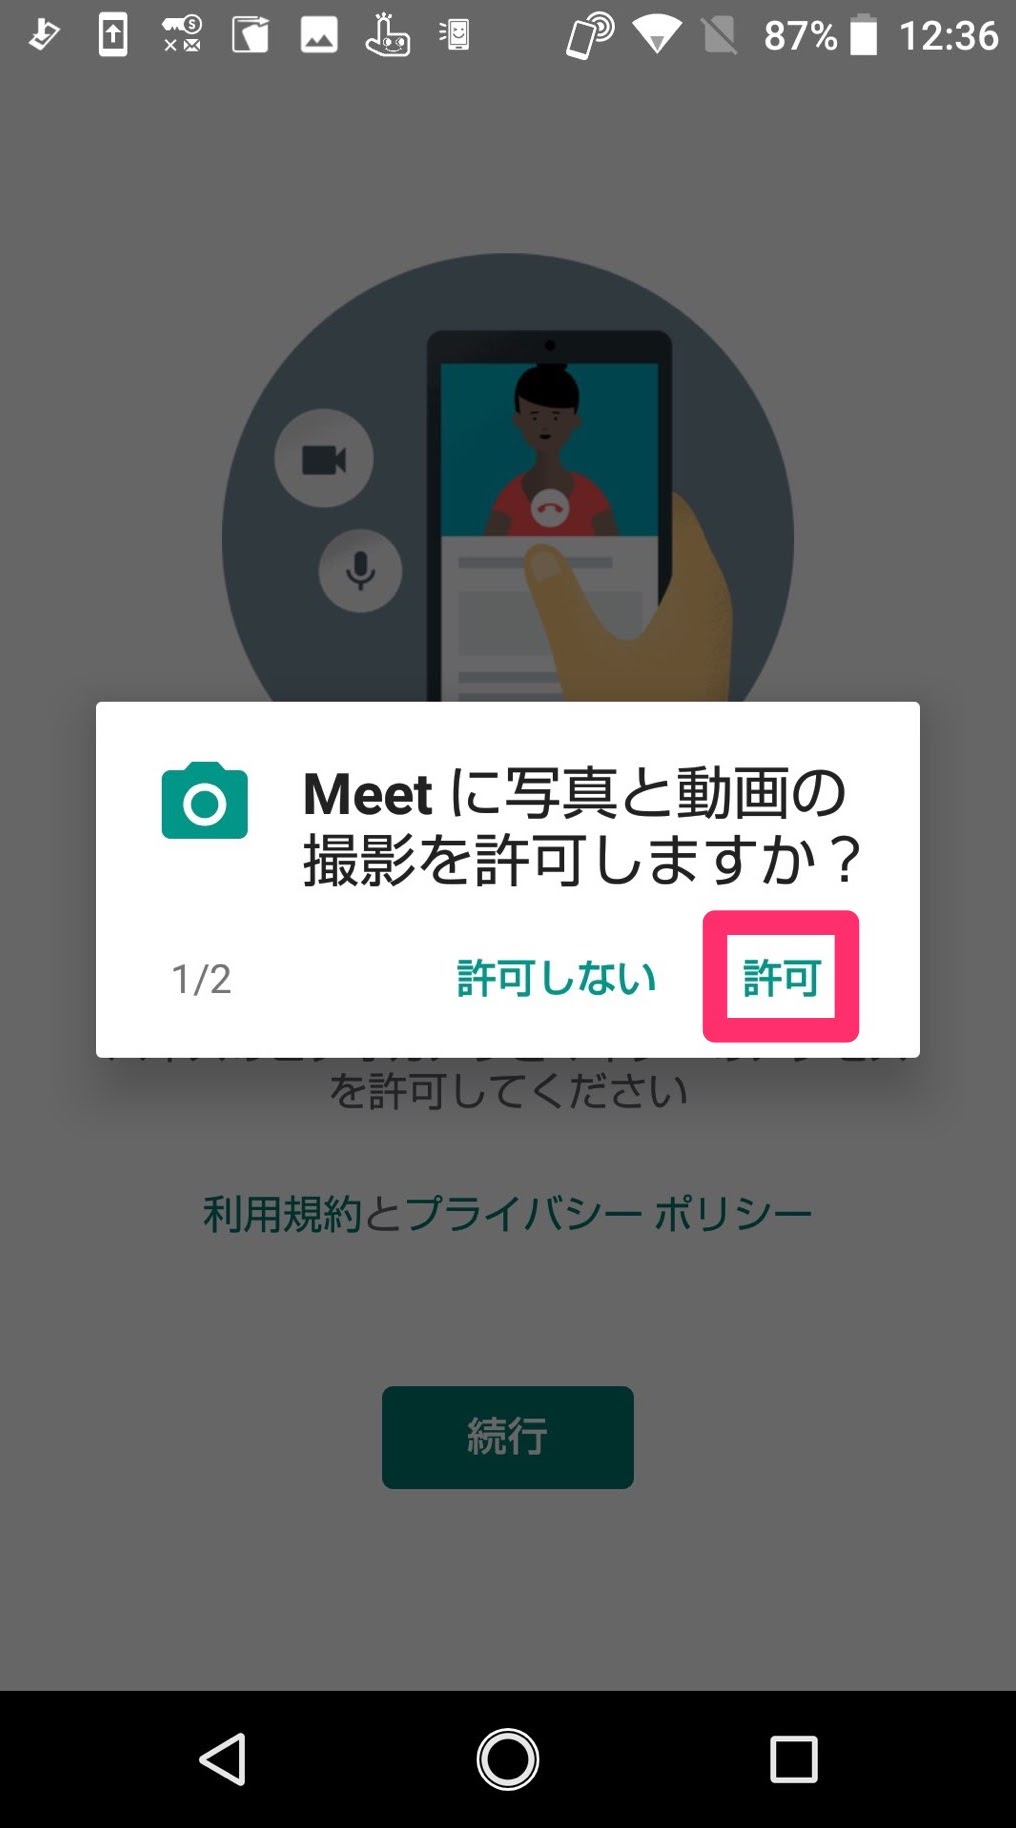 87% 12:36
Meet に写真と動画の
撮影を許可しますか？
1/2 許可しない 許可
を許可してください
利用規約とプライバシー ポリシー
続行